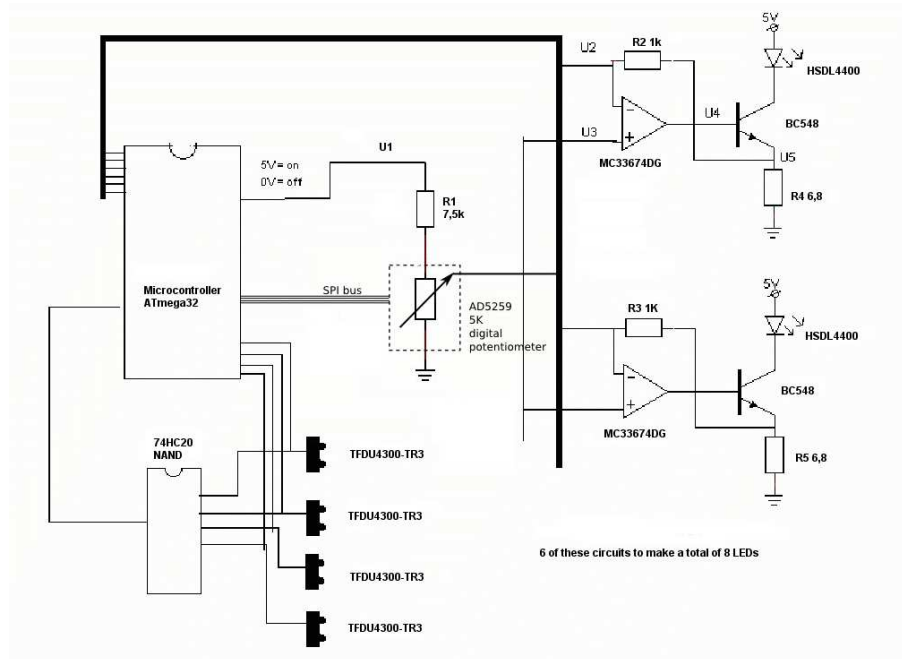 5V
U2
R2 1k
HSDL4400
U4
BC548
U3
U1
MC33674DG
U5
5V= on
0V= off
R4 6,8
R1
7,5k
Microcontroller
ATmega32
SPI bus
AD5259
5K
digital
potentiometer
5V
R3 1K
HSDL4400
BC548
MC33674DG
74HC20
NAND
TFDU4300-TR3
R5 6,8
TFDU4300-TR3
6 of these circuits to make a total of 8 LEDs
TFDU4300-TR3
TFDU4300-TR3